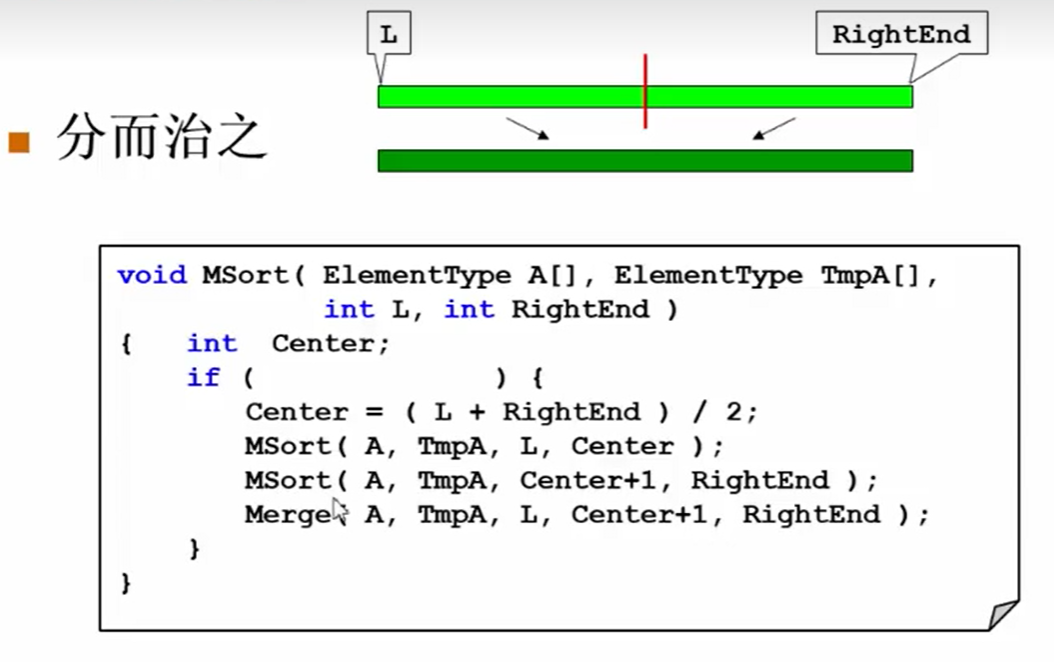 L
RightEnd
分而治之
void MSort( ElementType A[], ElementType TmpA[],
int L, int RightEnd )
{ int Center;
if ( ) {
Center = ( L + RightEnd ) / 2;
MSort( A, TmpA, L, Center );
MSort( A, TmpA, Center+1, RightEnd );
Merge( A, TmpA, L, Center+1, RightEnd );
}
}